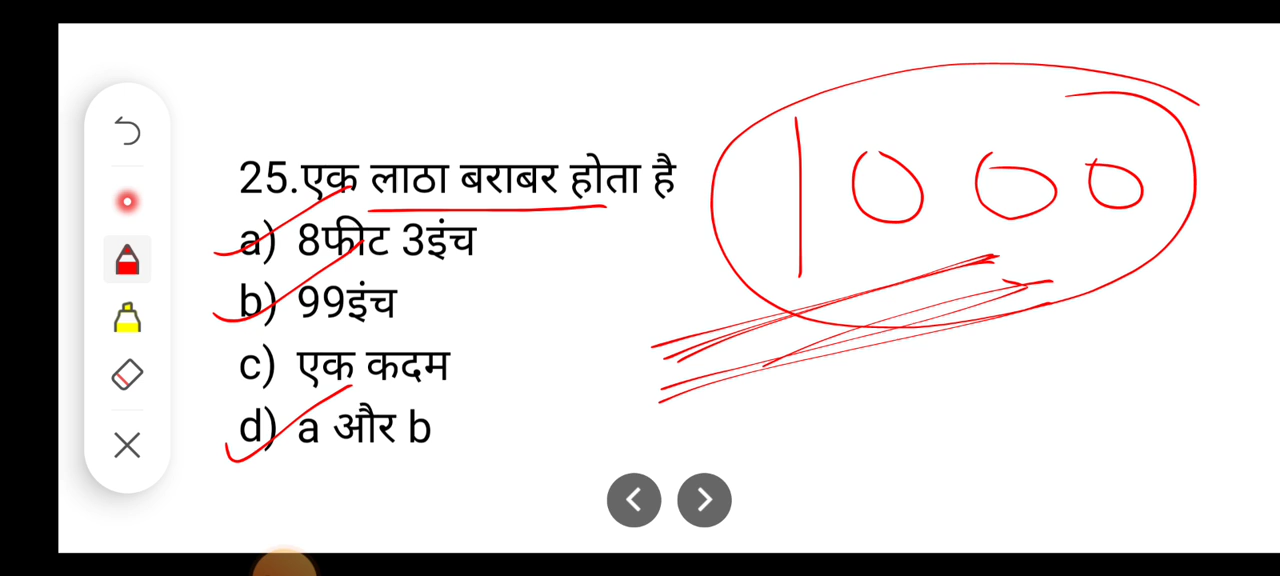 25.एक लाठा बराबर होता है
1000
a) 8फीट 3इंच
b) 99इंच
c) एक कदम
d) a और b